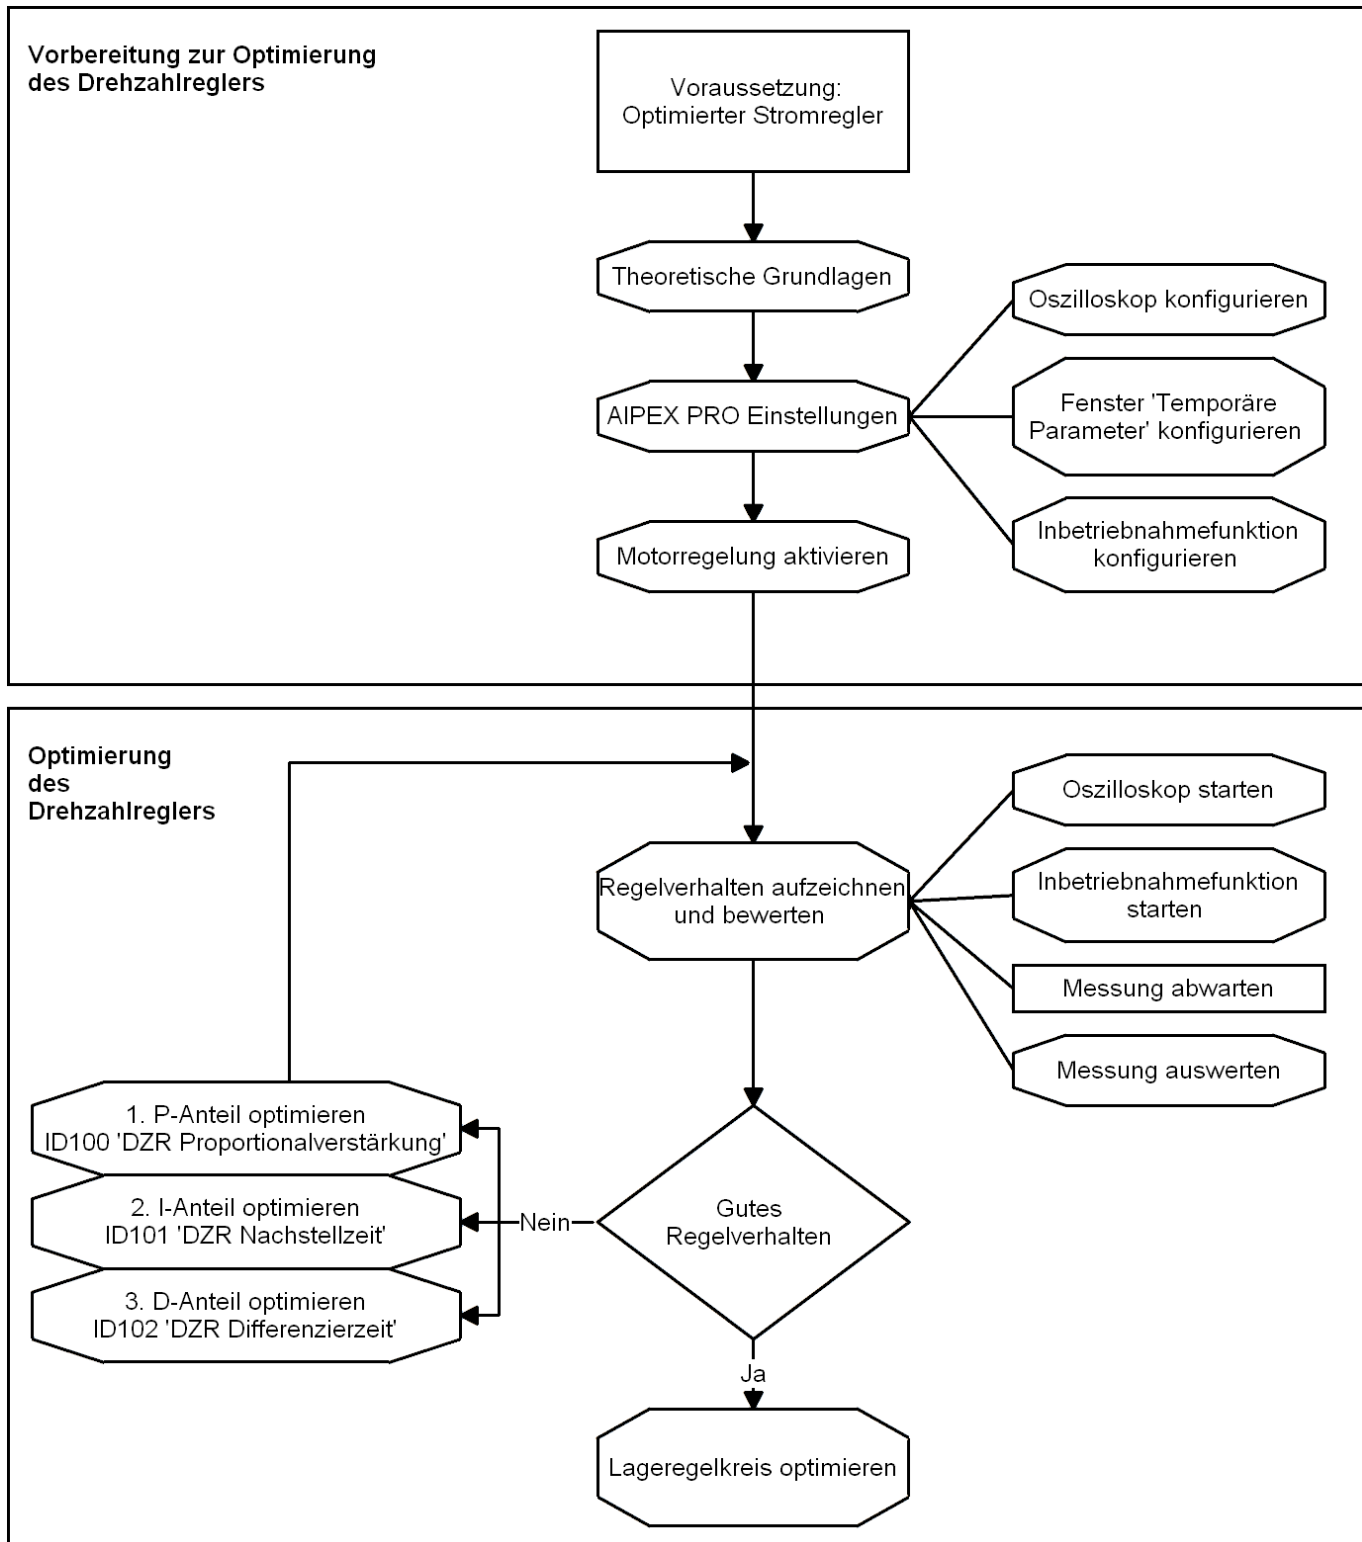 Vorbereitung zur Optimierung
des Drehzahlreglers
Voraussetzung:
Optimierter Stromregler
Theoretische Grundlagen
AIPEX PRO Einstellungen
Oszilloskop konfigurieren
Fenster 'Temporäre
Parameter' konfigurieren
Inbetriebnahmefunktion
konfigurieren
Motorregelung aktivieren
Optimierung
des
Drehzahlreglers
Regelverhalten aufzeichnen
und bewerten
Oszilloskop starten
Inbetriebnahmefunktion
starten
Messung abwarten
Messung auswerten
Gutes
Regelverhalten
Nein
1. P-Anteil optimieren
ID100 'DZR Proportionalverstärkung'
2. I-Anteil optimieren
ID101 'DZR Nachstellzeit'
3. D-Anteil optimieren
ID102 'DZR Differenzierzeit'
Ja
Lageregelkreis optimieren